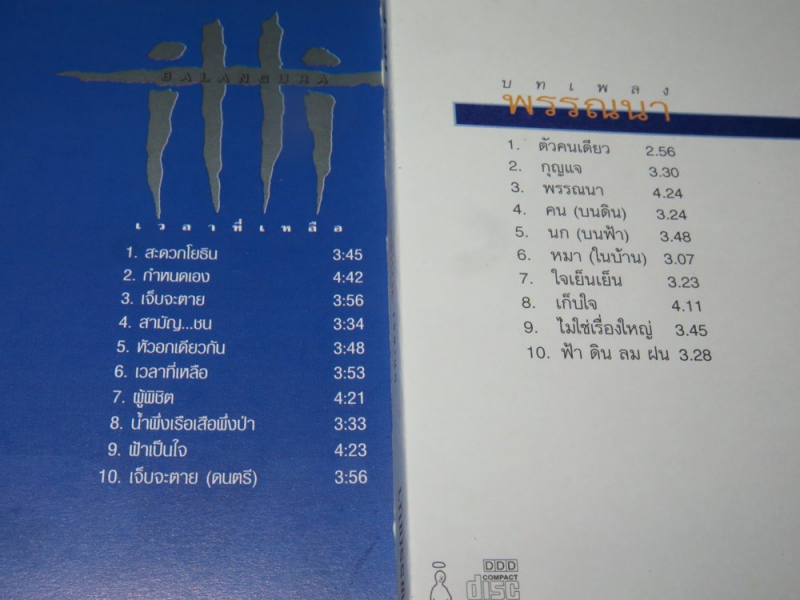 BALANGURA
เวลาที่เหลือ
1. สะดวกโยธิน 3:45
2. กำหนดเอง 4:42
3. เจ็บจะตาย 3:56
4. สามัญ...ชน 3:34
5. หัวอกเดียวกัน 3:48
6. เวลาที่เหลือ 3:53
7. ผู้พิชิต 4:21
8. น้ำพึ่งเรือเสือพึ่งป่า 3:33
9. ฟ้าเป็นใจ 4:23
10. เจ็บจะตาย (ดนตรี) 3:56
บทเพลง
พรรณนา
1. ตัวคนเดียว 2.56
2. กุญแจ 3.30
3. พรรณนา 4.24
4. คน (บนดิน) 3.24
5. นก (บนฟ้า) 3.48
6. หมา (ในบ้าน) 3.07
7. ใจเย็นเย็น 3.23
8. เก็บใจ 4.11
9. ไม่ใช่เรื่องใหญ่ 3.45
10. ฟ้า ดิน ลม ฝน 3.28
DDD
COMPACT
disc